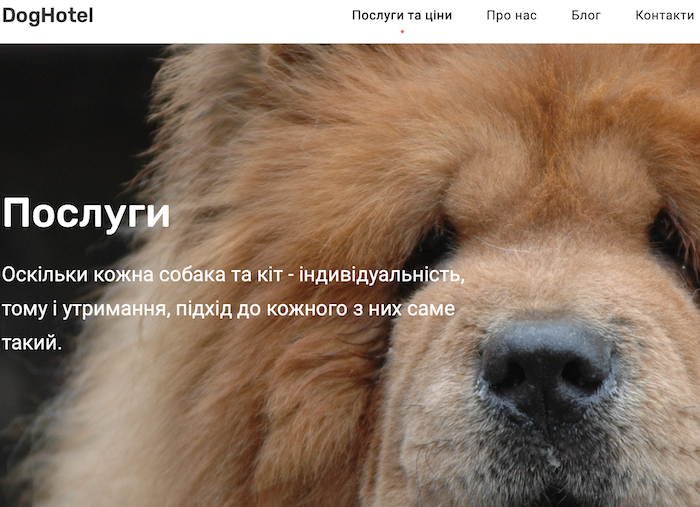 DogHotel
Послуги та ціни Про нас Блог Контакти
Послуги
Оскільки кожна собака та кіт - індивідуальність,
тому і утримання, підхід до кожного з них саме
такий.